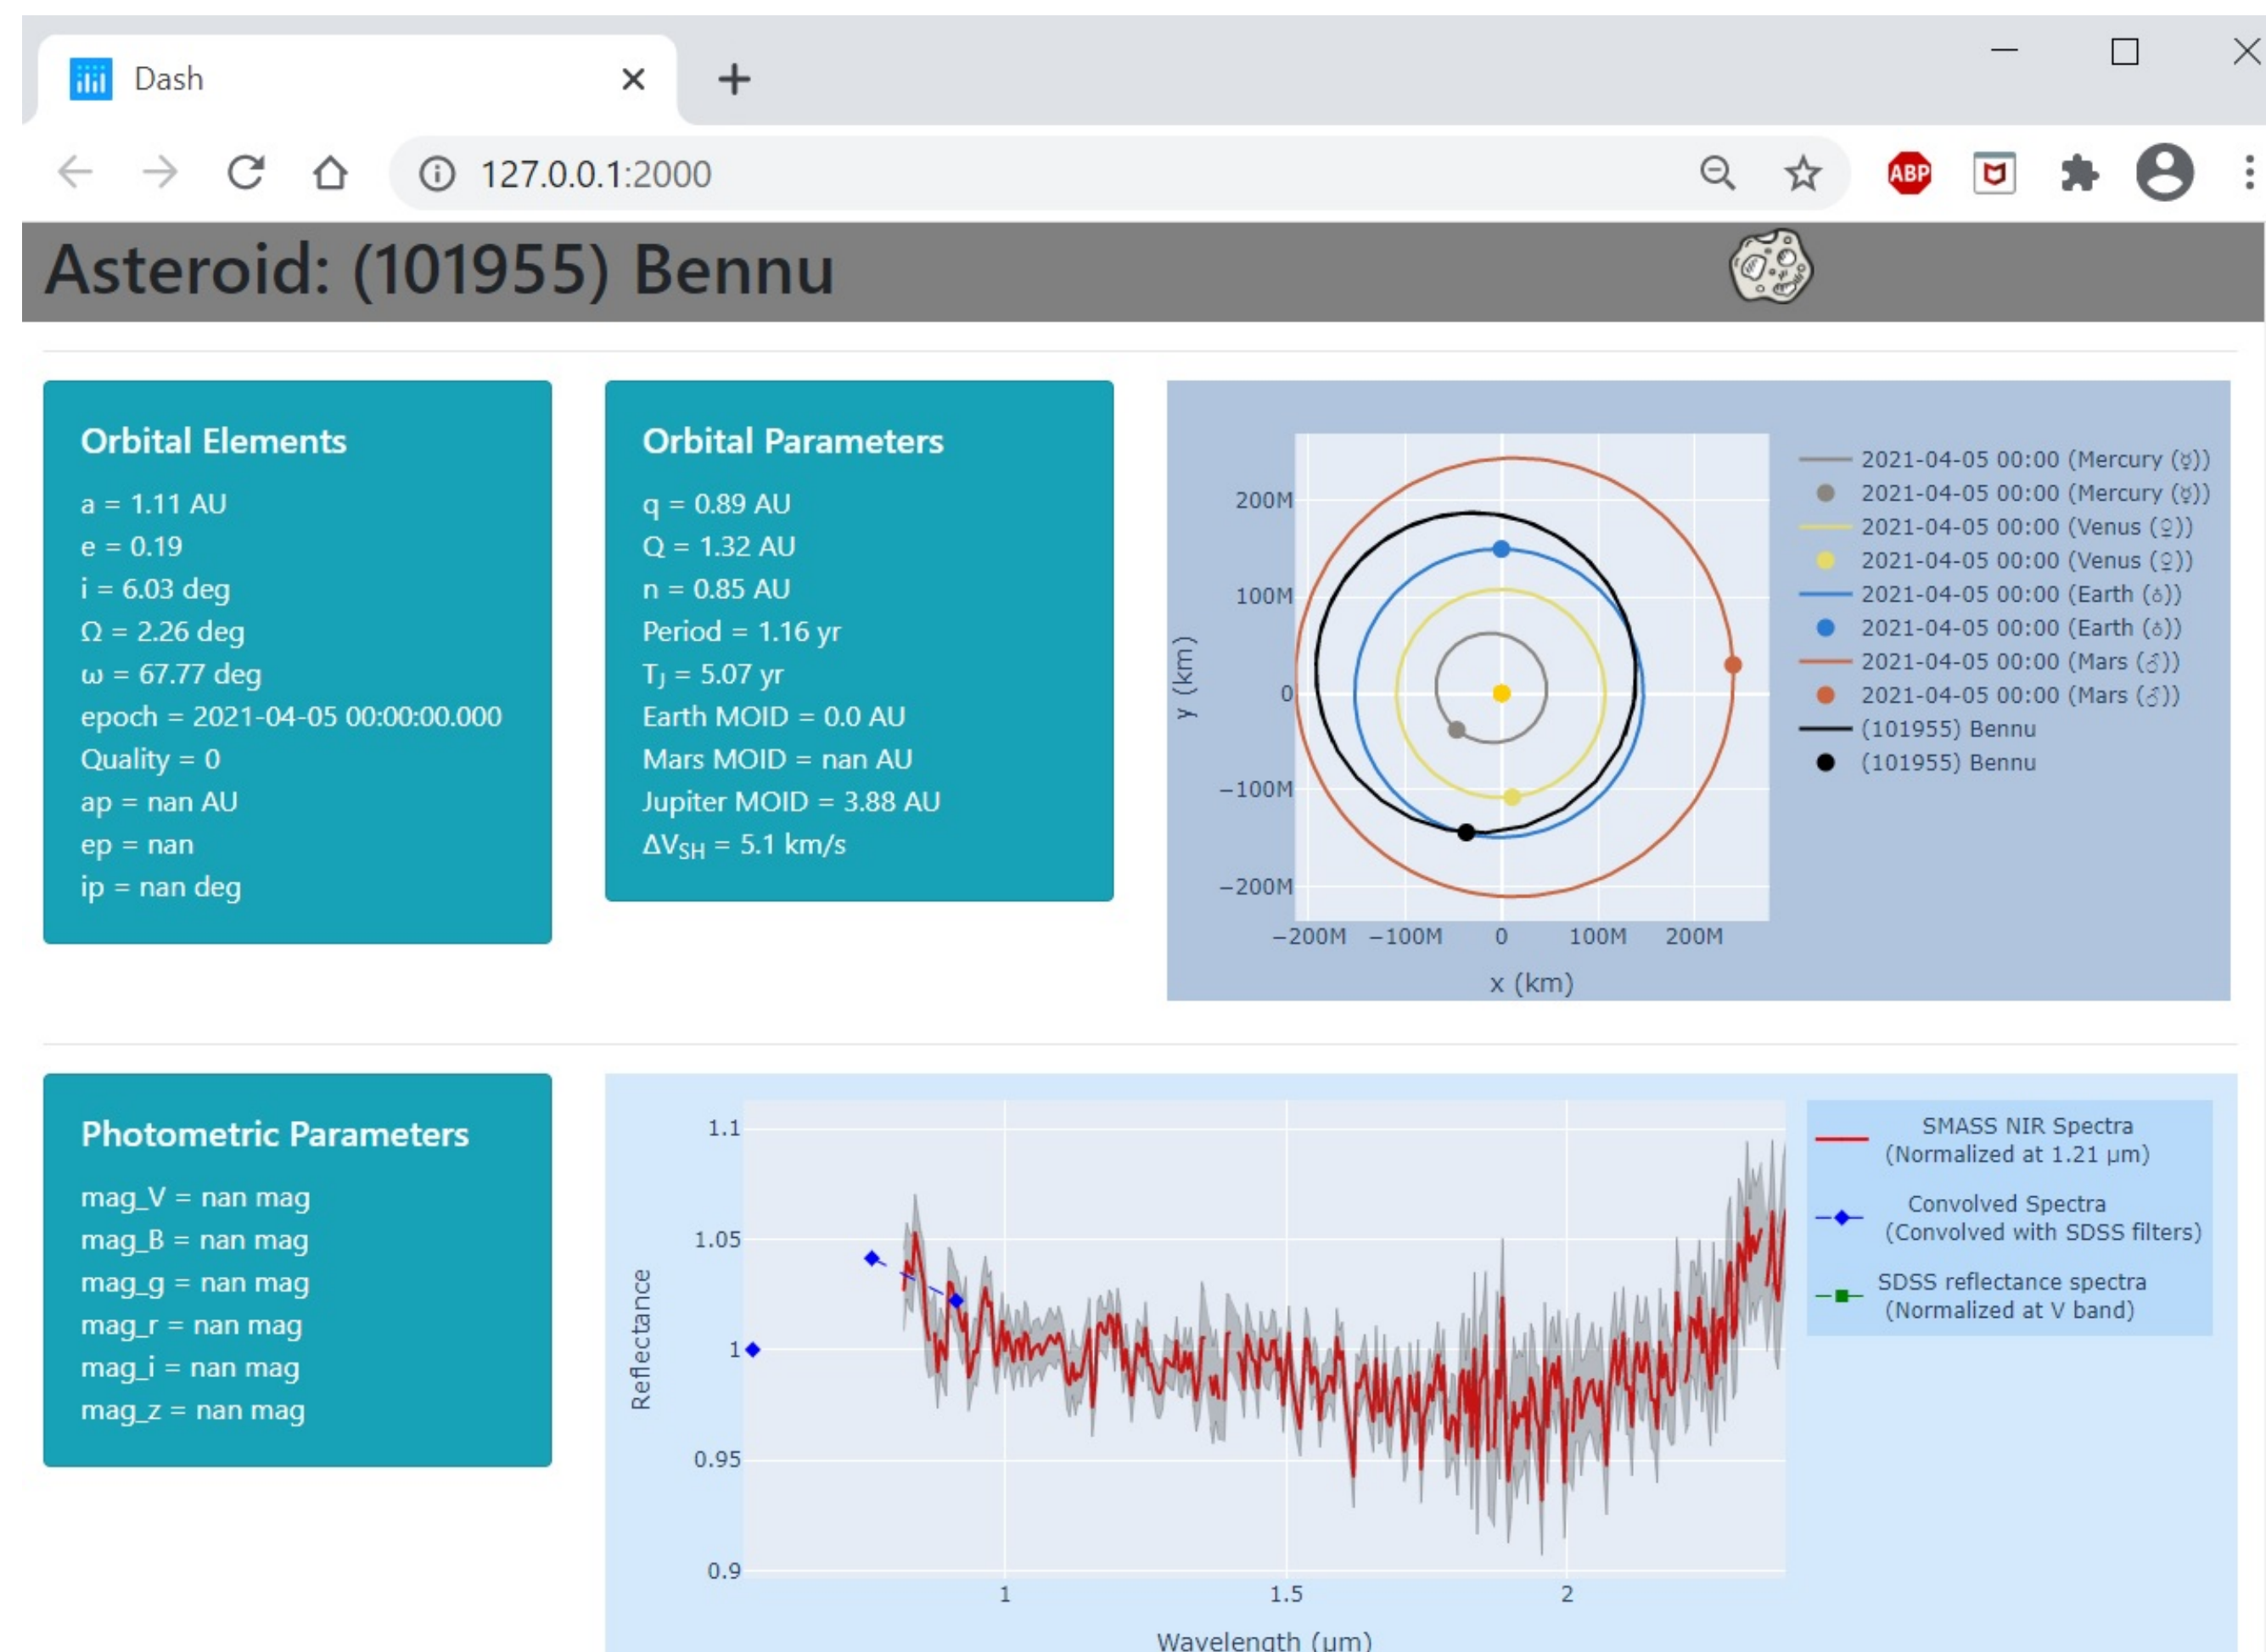 Dash
127.0.0.1:2000
ABP
Asteroid: (101955) Bennu
Orbital Elements
a = 1.11 AU
e = 0.19
i = 6.03 deg
Ω = 2.26 deg
ω = 67.77 deg
epoch = 2021-04-05 00:00:00.000
Quality = 0
ap = nan AU
ep = nan
ip = nan deg
Orbital Parameters
q = 0.89 AU
Q = 1.32 AU
n = 0.85 AU
Period = 1.16 yr
TJ = 5.07 yr
Earth MOID = 0.0 AU
Mars MOID = nan AU
Jupiter MOID = 3.88 AU
ΔVSH = 5.1 km/s
200M
100M
0
−100M
−200M
y (km)
−200M −100M 0 100M 200M
x (km)
2021-04-05 00:00 (Mercury (☿))
2021-04-05 00:00 (Mercury (☿))
2021-04-05 00:00 (Venus (♀))
2021-04-05 00:00 (Venus (♀))
2021-04-05 00:00 (Earth (♁))
2021-04-05 00:00 (Earth (♁))
2021-04-05 00:00 (Mars (♂))
2021-04-05 00:00 (Mars (♂))
(101955) Bennu
(101955) Bennu
Photometric Parameters
mag_V = nan mag
mag_B = nan mag
mag_g = nan mag
mag_r = nan mag
mag_i = nan mag
mag_z = nan mag
1.1
1.05
1
0.95
0.9
Reflectance
1 1.5 2
Wavelength (μm)
SMASS NIR Spectra
(Normalized at 1.21 μm)
Convolved Spectra
(Convolved with SDSS filters)
SDSS reflectance spectra
(Normalized at V band)